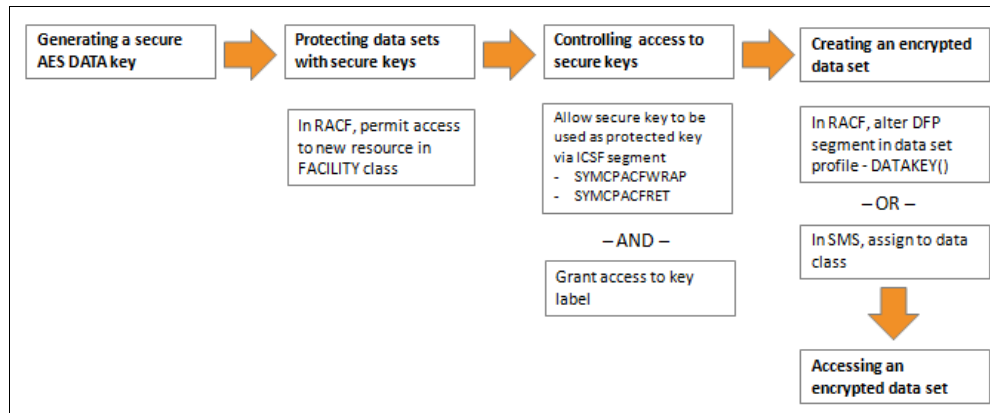 Generating a secure
AES DATA key
Protecting data sets
with secure keys
In RACF, permit access
to new resource in
FACILITY class
Controlling access to
secure keys
Allow secure key to be
used as protected key
via ICSF segment
- SYMCPACFWRAP
- SYMCPACFRET
– AND –
Grant access to key
label
Creating an encrypted
data set
In RACF, alter DFP
segment in data set
profile - DATAKEY()
– OR –
In SMS, assign to data
class
Accessing an
encrypted data set